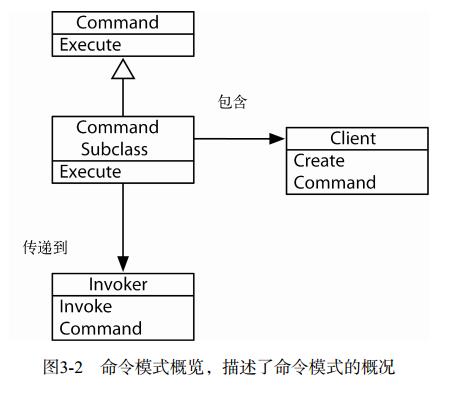 Command
Execute
包含
Command
Subclass
Execute
Client
Create
Command
传递到
Invoker
Invoke
Command
图3-2 命令模式概览，描述了命令模式的概况